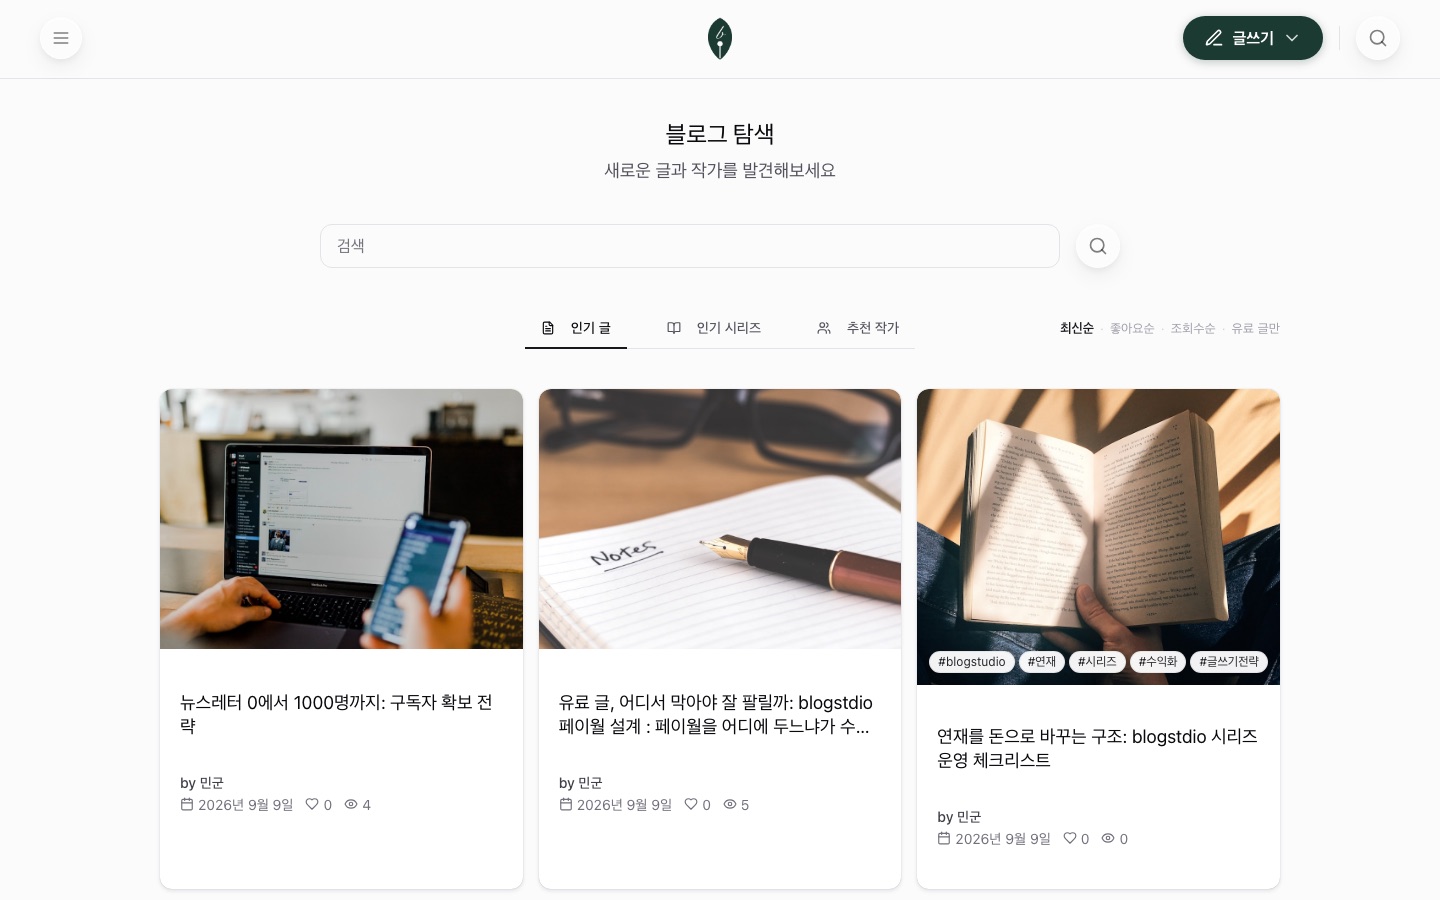 글쓰기
블로그 탐색
새로운 글과 작가를 발견해보세요
검색
인기 글 인기 시리즈 추천 작가
최신순 · 좋아요순 · 조회수순 · 유료 글만
Notes
#blogstudio #연재 #시리즈 #수익화 #글쓰기전략
뉴스레터 0에서 1000명까지: 구독자 확보 전
략
by 민군
2026년 9월 9일 0 4
유료 글, 어디서 막아야 잘 팔릴까: blogstdio
페이월 설계 : 페이월을 어디에 두느냐가 수...
by 민군
2026년 9월 9일 0 5
연재를 돈으로 바꾸는 구조: blogstdio 시리즈
운영 체크리스트
by 민군
2026년 9월 9일 0 0